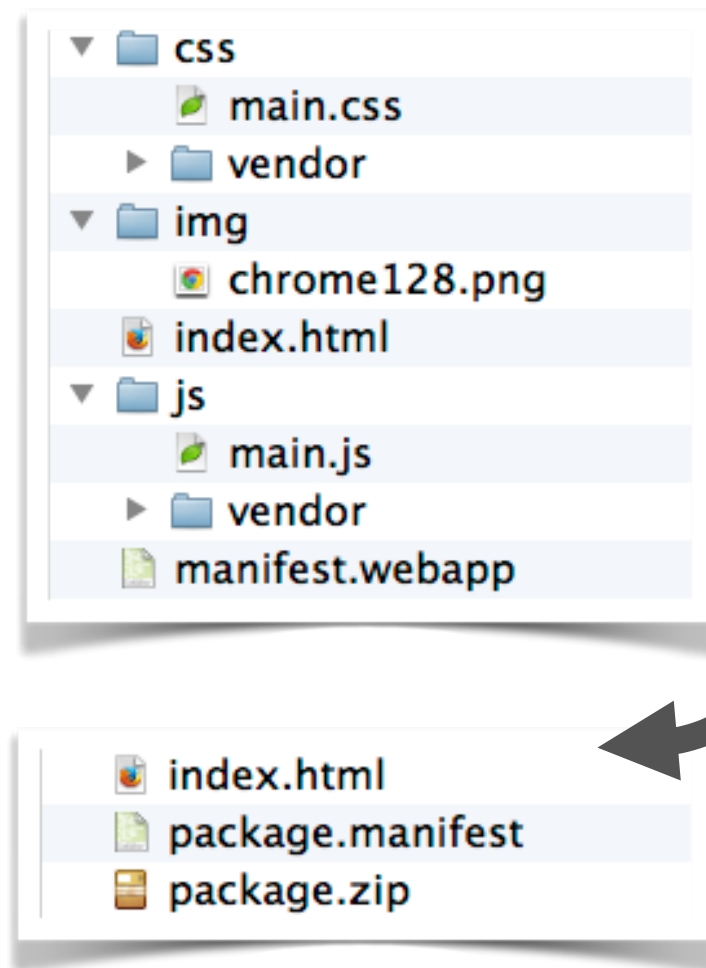 css
main.css
vendor
img
chrome128.png
index.html
js
main.js
vendor
manifest.webapp
index.html
package.manifest
package.zip